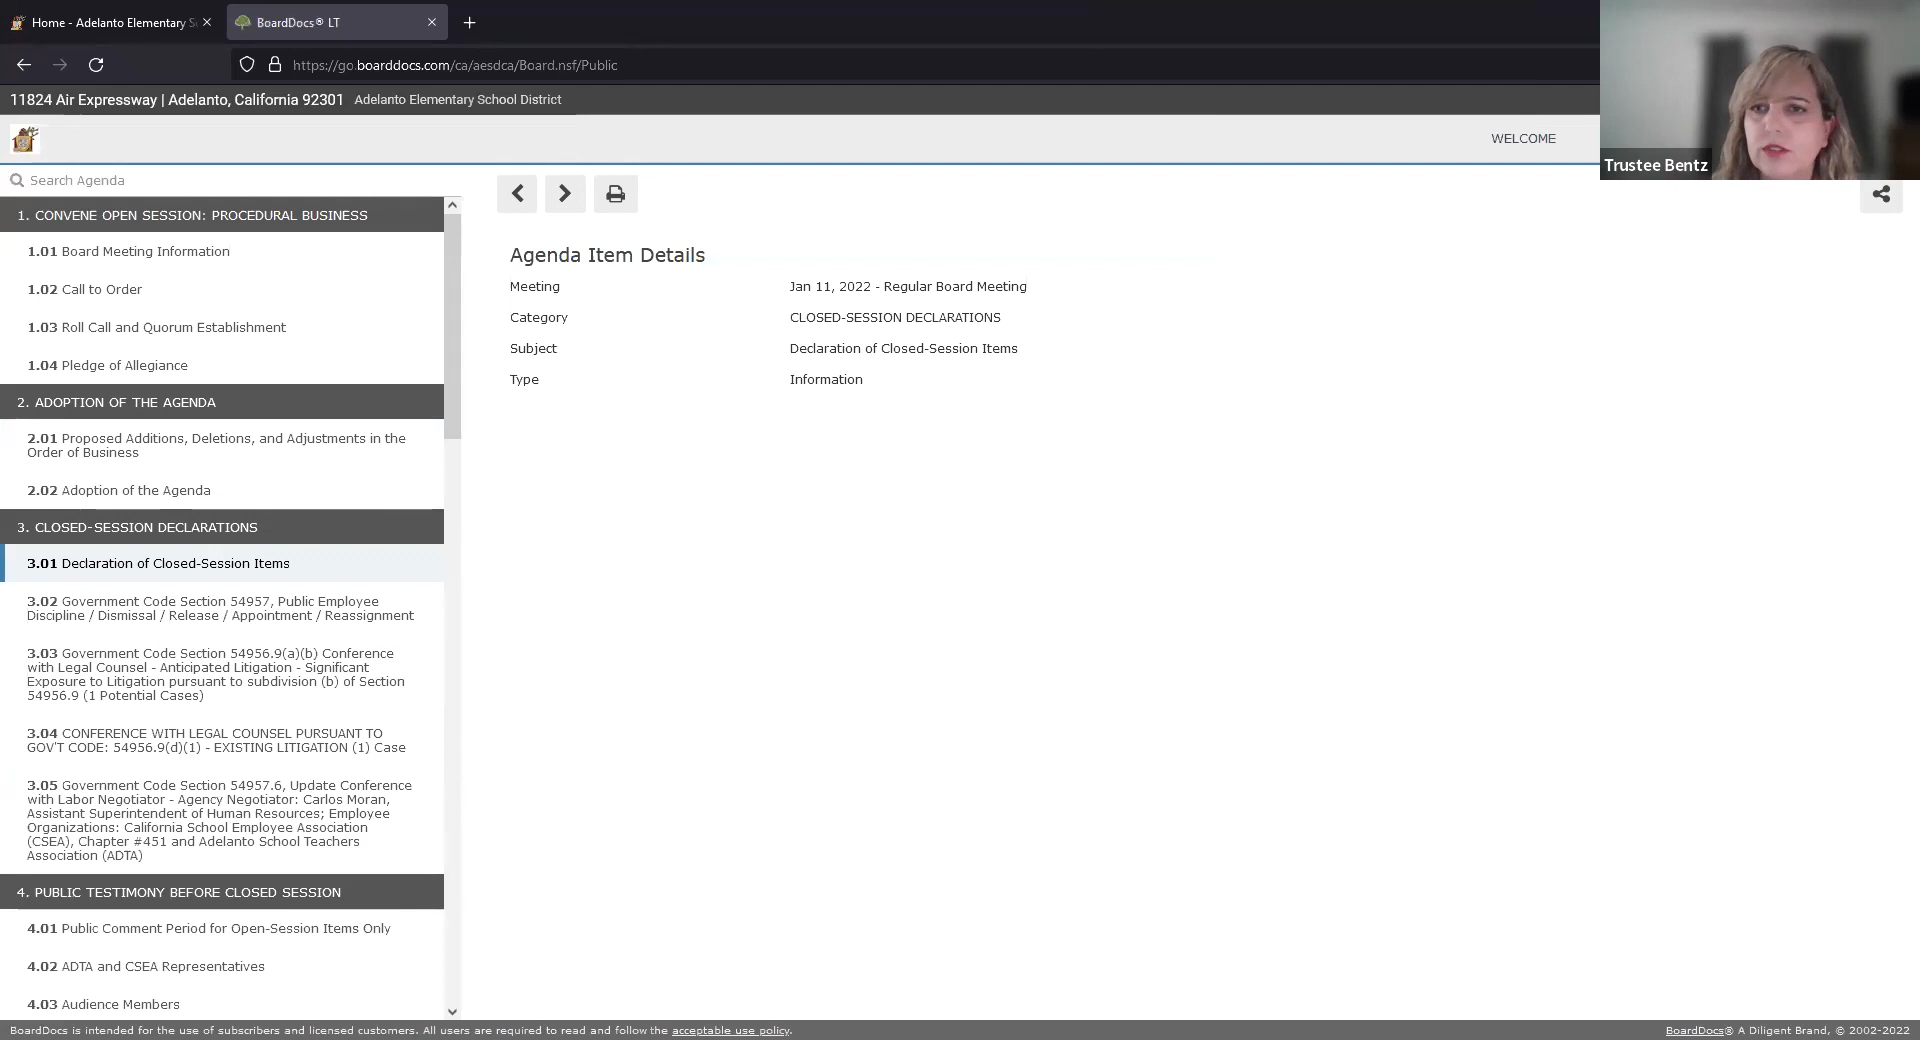 Home - Adelanto Elementary S
BoardDocs® LT
https://go.boarddocs.com/ca/aesdca/Board.nsf/Public
11824 Air Expressway | Adelanto, California 92301 Adelanto Elementary School District
WELCOME
Trustee Bentz
Search Agenda
1. CONVENE OPEN SESSION: PROCEDURAL BUSINESS
1.01 Board Meeting Information
1.02 Call to Order
1.03 Roll Call and Quorum Establishment
1.04 Pledge of Allegiance
2. ADOPTION OF THE AGENDA
2.01 Proposed Additions, Deletions, and Adjustments in the
Order of Business
2.02 Adoption of the Agenda
3. CLOSED-SESSION DECLARATIONS
3.01 Declaration of Closed-Session Items
3.02 Government Code Section 54957, Public Employee
Discipline / Dismissal / Release / Appointment / Reassignment
3.03 Government Code Section 54956.9(a)(b) Conference
with Legal Counsel - Anticipated Litigation - Significant
Exposure to Litigation pursuant to subdivision (b) of Section
54956.9 (1 Potential Cases)
3.04 CONFERENCE WITH LEGAL COUNSEL PURSUANT TO
GOV'T CODE: 54956.9(d)(1) - EXISTING LITIGATION (1) Case
3.05 Government Code Section 54957.6, Update Conference
with Labor Negotiator - Agency Negotiator: Carlos Moran,
Assistant Superintendent of Human Resources; Employee
Organizations: California School Employee Association
(CSEA), Chapter #451 and Adelanto School Teachers
Association (ADTA)
4. PUBLIC TESTIMONY BEFORE CLOSED SESSION
4.01 Public Comment Period for Open-Session Items Only
4.02 ADTA and CSEA Representatives
4.03 Audience Members
Agenda Item Details
Meeting Jan 11, 2022 - Regular Board Meeting
Category CLOSED-SESSION DECLARATIONS
Subject Declaration of Closed-Session Items
Type Information
BoardDocs is intended for the use of subscribers and licensed customers. All users are required to read and follow the acceptable use policy.
BoardDocs® A Diligent Brand, © 2002-2022